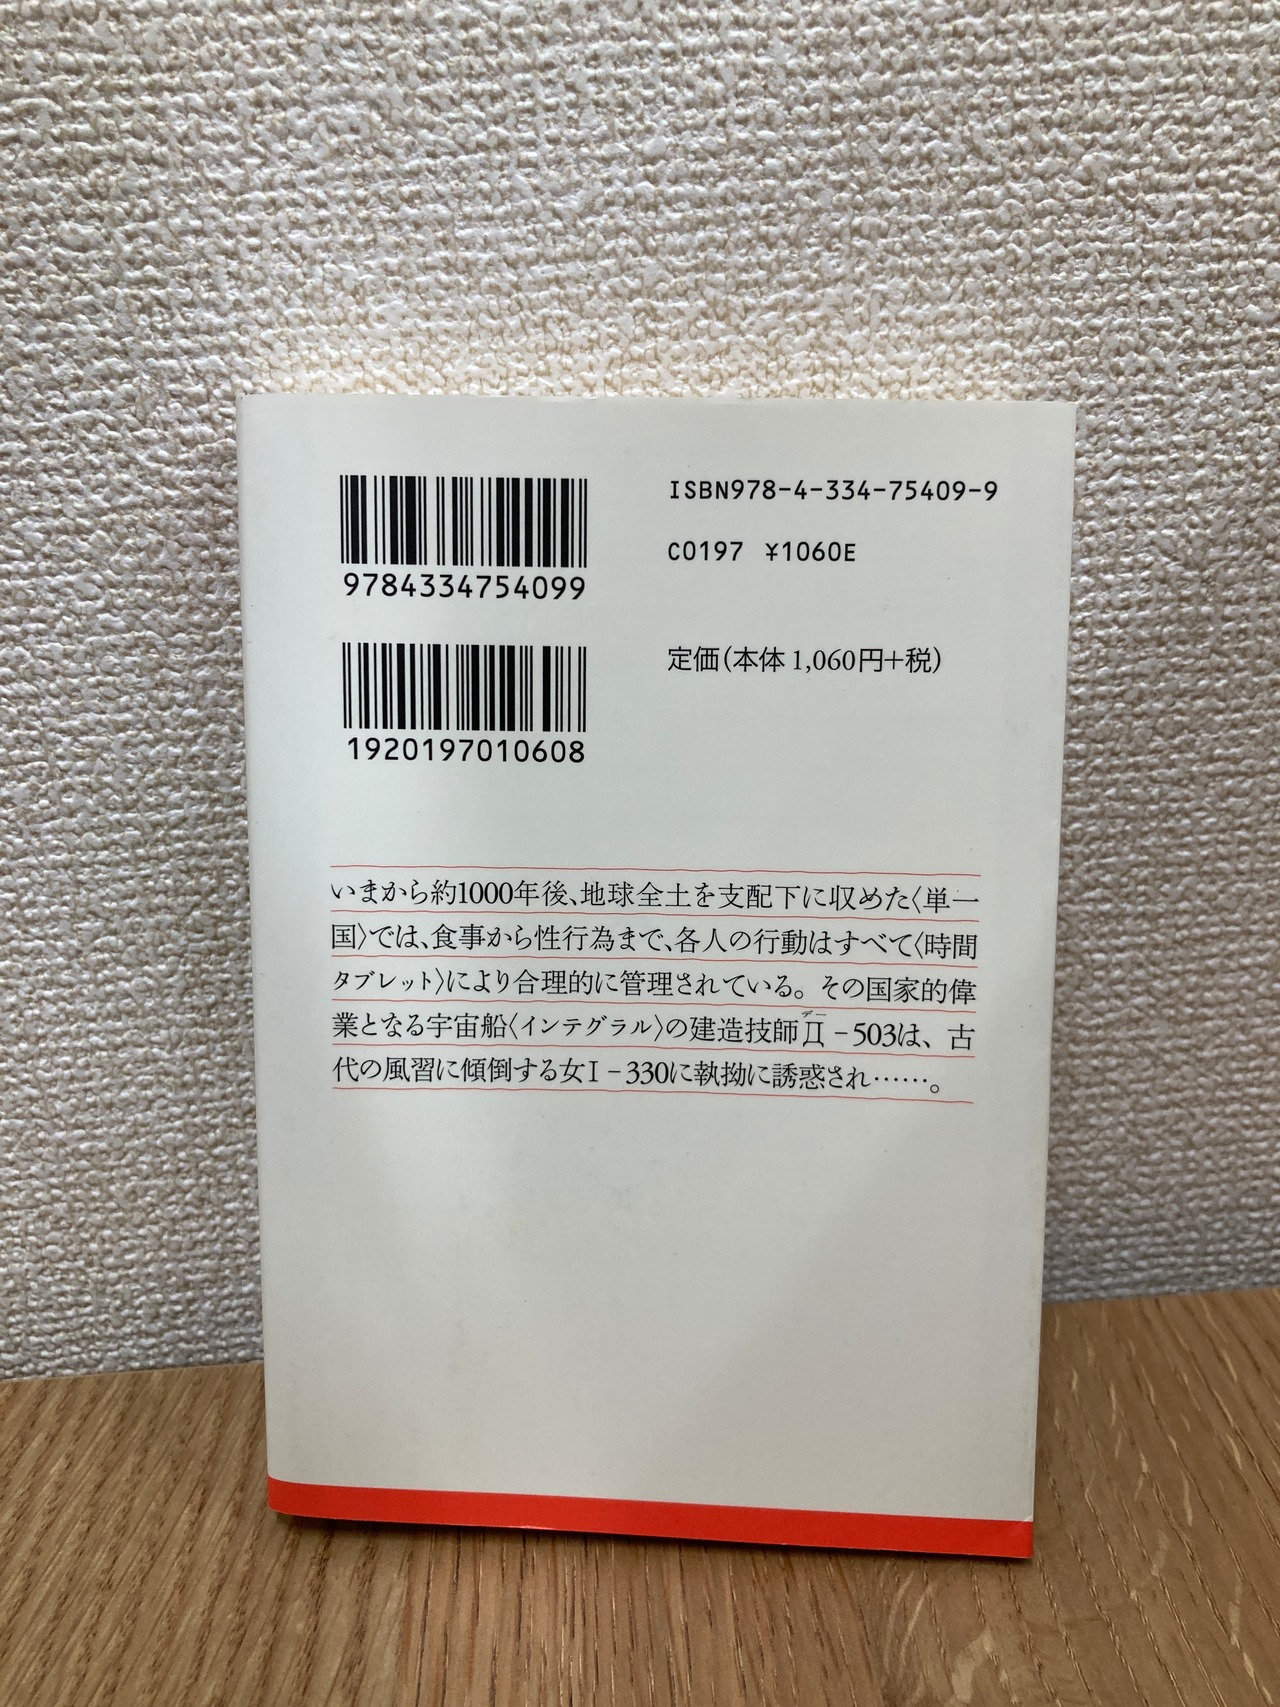 9784334754099
1920197010608
ISBN978-4-334-75409-9
C0197 ¥1060E
定価(本体1,060円+税)
いまから約1000年後、地球全土を支配下に収めた〈単一
国〉では、食事から性行為まで、各人の行動はすべて〈時間
タブレット〉により合理的に管理されている。その国家的偉
デー
業となる宇宙船〈インテグラル〉の建造技師Д-503は、古
代の風習に傾倒する女I-330に執拗に誘惑され……。